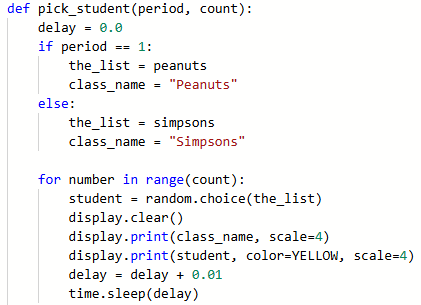 def pick_student(period, count):
    delay = 0.0
    if period == 1:
        the_list = peanuts
        class_name = "Peanuts"
    else:
        the_list = simpsons
        class_name = "Simpsons"

    for number in range(count):
        student = random.choice(the_list)
        display.clear()
        display.print(class_name, scale=4)
        display.print(student, color=YELLOW, scale=4)
        delay = delay + 0.01
        time.sleep(delay)